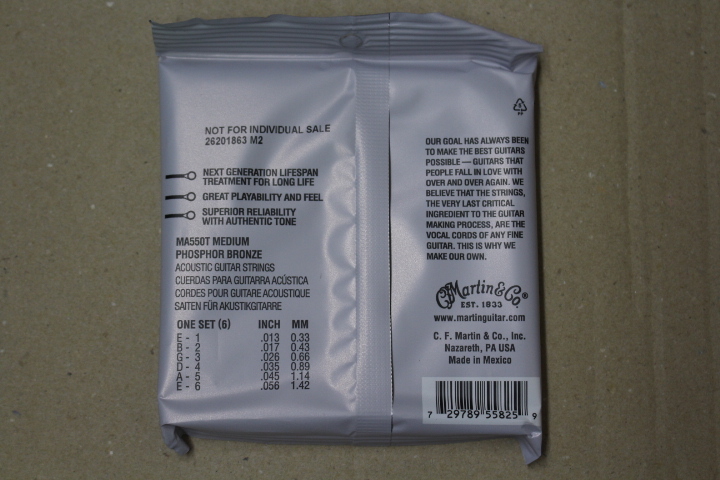 NOT FOR INDIVIDUAL SALE
26201863 M2
NEXT GENERATION LIFESPAN
TREATMENT FOR LONG LIFE
GREAT PLAYABILITY AND FEEL
SUPERIOR RELIABILITY
WITH AUTHENTIC TONE
MA550T MEDIUM
PHOSPHOR BRONZE
ACOUSTIC GUITAR STRINGS
CUERDAS PARA GUITARRA ACÚSTICA
CORDES POUR GUITARE ACOUSTIQUE
SAITEN FÜR AKUSTIKGITARRE
ONE SET (6) INCH MM
E - 1 .013 0.33
B - 2 .017 0.43
G - 3 .026 0.66
D - 4 .035 0.89
A - 5 .045 1.14
E - 6 .056 1.42
OUR GOAL HAS ALWAYS BEEN
TO MAKE THE BEST GUITARS
POSSIBLE — GUITARS THAT
PEOPLE FALL IN LOVE WITH
OVER AND OVER AGAIN. WE
BELIEVE THAT THE STRINGS,
THE VERY LAST CRITICAL
INGREDIENT TO THE GUITAR
MAKING PROCESS, ARE THE
VOCAL CORDS OF ANY FINE
GUITAR. THIS IS WHY WE
MAKE OUR OWN.
CF Martin & Co.®
EST. 1833
www.martinguitar.com
C. F. Martin & Co., Inc.
Nazareth, PA USA
Made in Mexico
7 29789 55825 9